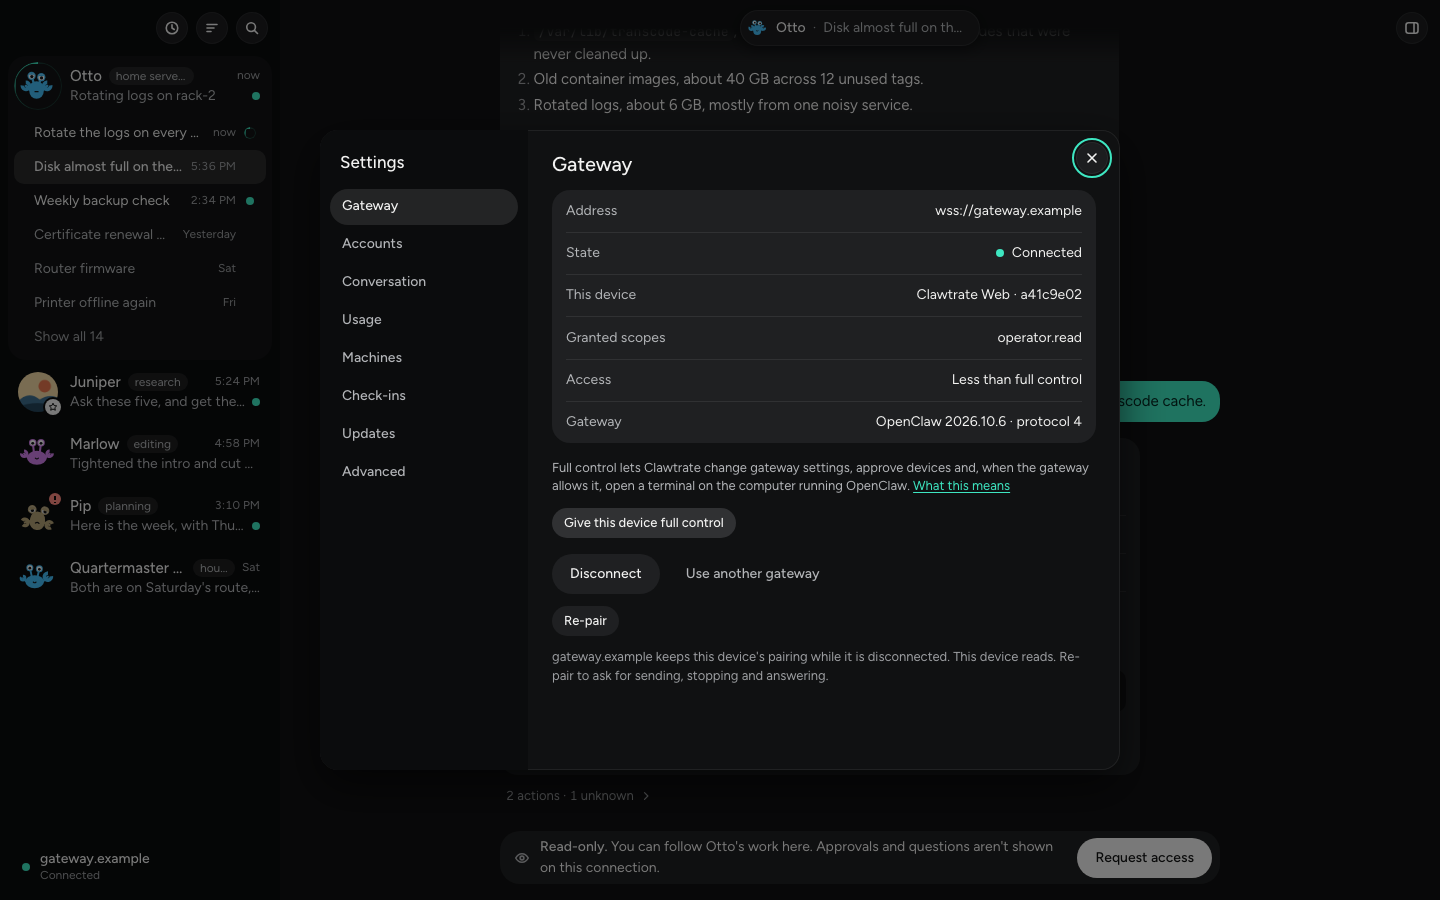 Otto
home serve...
now
Rotating logs on rack-2
Rotate the logs on every ...
now
Disk almost full on the...
5:36 PM
Weekly backup check
2:34 PM
Certificate renewal ...
Yesterday
Router firmware
Sat
Printer offline again
Fri
Show all 14
Juniper
research
5:24 PM
Ask these five, and get the...
Marlow
editing
4:58 PM
Tightened the intro and cut ...
Pip
planning
3:10 PM
Here is the week, with Thu...
Quartermaster ...
hou...
Sat
Both are on Saturday's route,...
gateway.example
Connected
Otto · Disk almost full on th...
never cleaned up.
2. Old container images, about 40 GB across 12 unused tags.
3. Rotated logs, about 6 GB, mostly from one noisy service.
Settings
Gateway
Accounts
Conversation
Usage
Machines
Check-ins
Updates
Advanced
Gateway
Address
wss://gateway.example
State
Connected
This device
Clawtrate Web · a41c9e02
Granted scopes
operator.read
Access
Less than full control
Gateway
OpenClaw 2026.10.6 · protocol 4
Full control lets Clawtrate change gateway settings, approve devices and, when the gateway
allows it, open a terminal on the computer running OpenClaw. What this means
Give this device full control
Disconnect
Use another gateway
Re-pair
gateway.example keeps this device's pairing while it is disconnected. This device reads. Re-
pair to ask for sending, stopping and answering.
scode cache.
2 actions · 1 unknown
Read-only. You can follow Otto's work here. Approvals and questions aren't shown
on this connection.
Request access